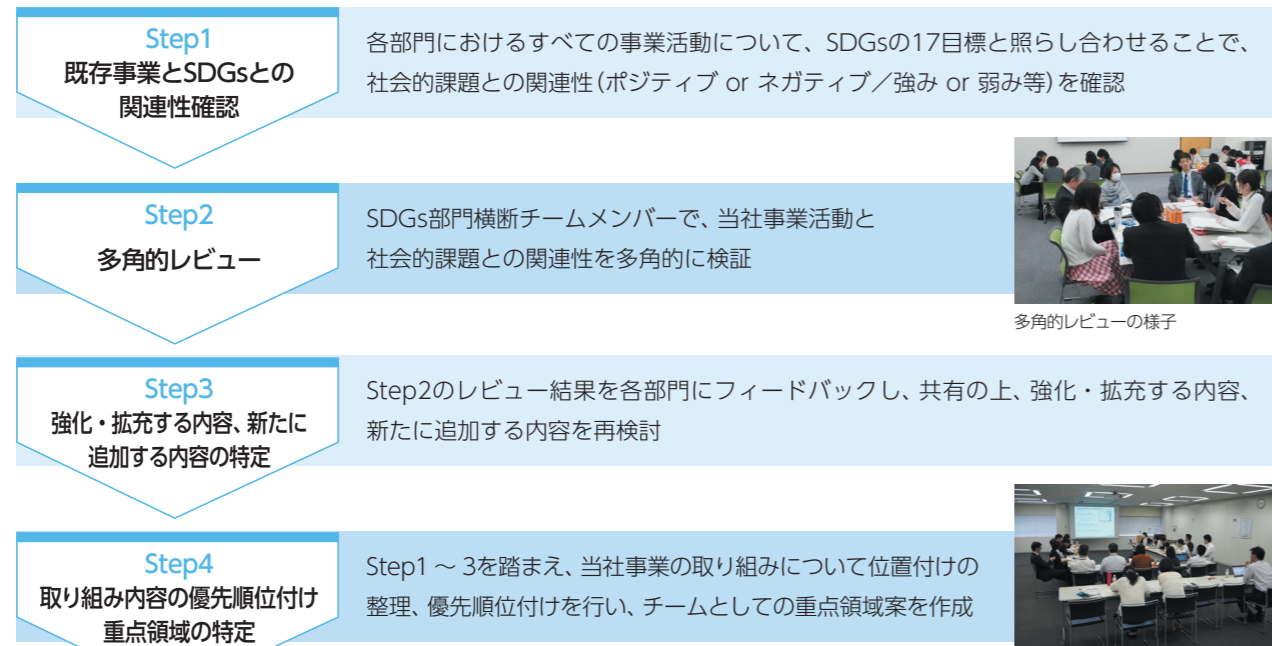 Step1
既存事業とSDGsとの
関連性確認
各部門におけるすべての事業活動について、SDGsの17目標と照らし合わせることで、
社会的課題との関連性(ポジティブ or ネガティブ／強み or 弱み等)を確認
Step2
多角的レビュー
SDGs部門横断チームメンバーで、当社事業活動と
社会的課題との関連性を多角的に検証
多角的レビューの様子
Step3
強化・拡充する内容、新たに
追加する内容の特定
Step2のレビュー結果を各部門にフィードバックし、共有の上、強化・拡充する内容、
新たに追加する内容を再検討
Step4
取り組み内容の優先順位付け
重点領域の特定
Step1 ～ 3を踏まえ、当社事業の取り組みについて位置付けの
整理、優先順位付けを行い、チームとしての重点領域案を作成